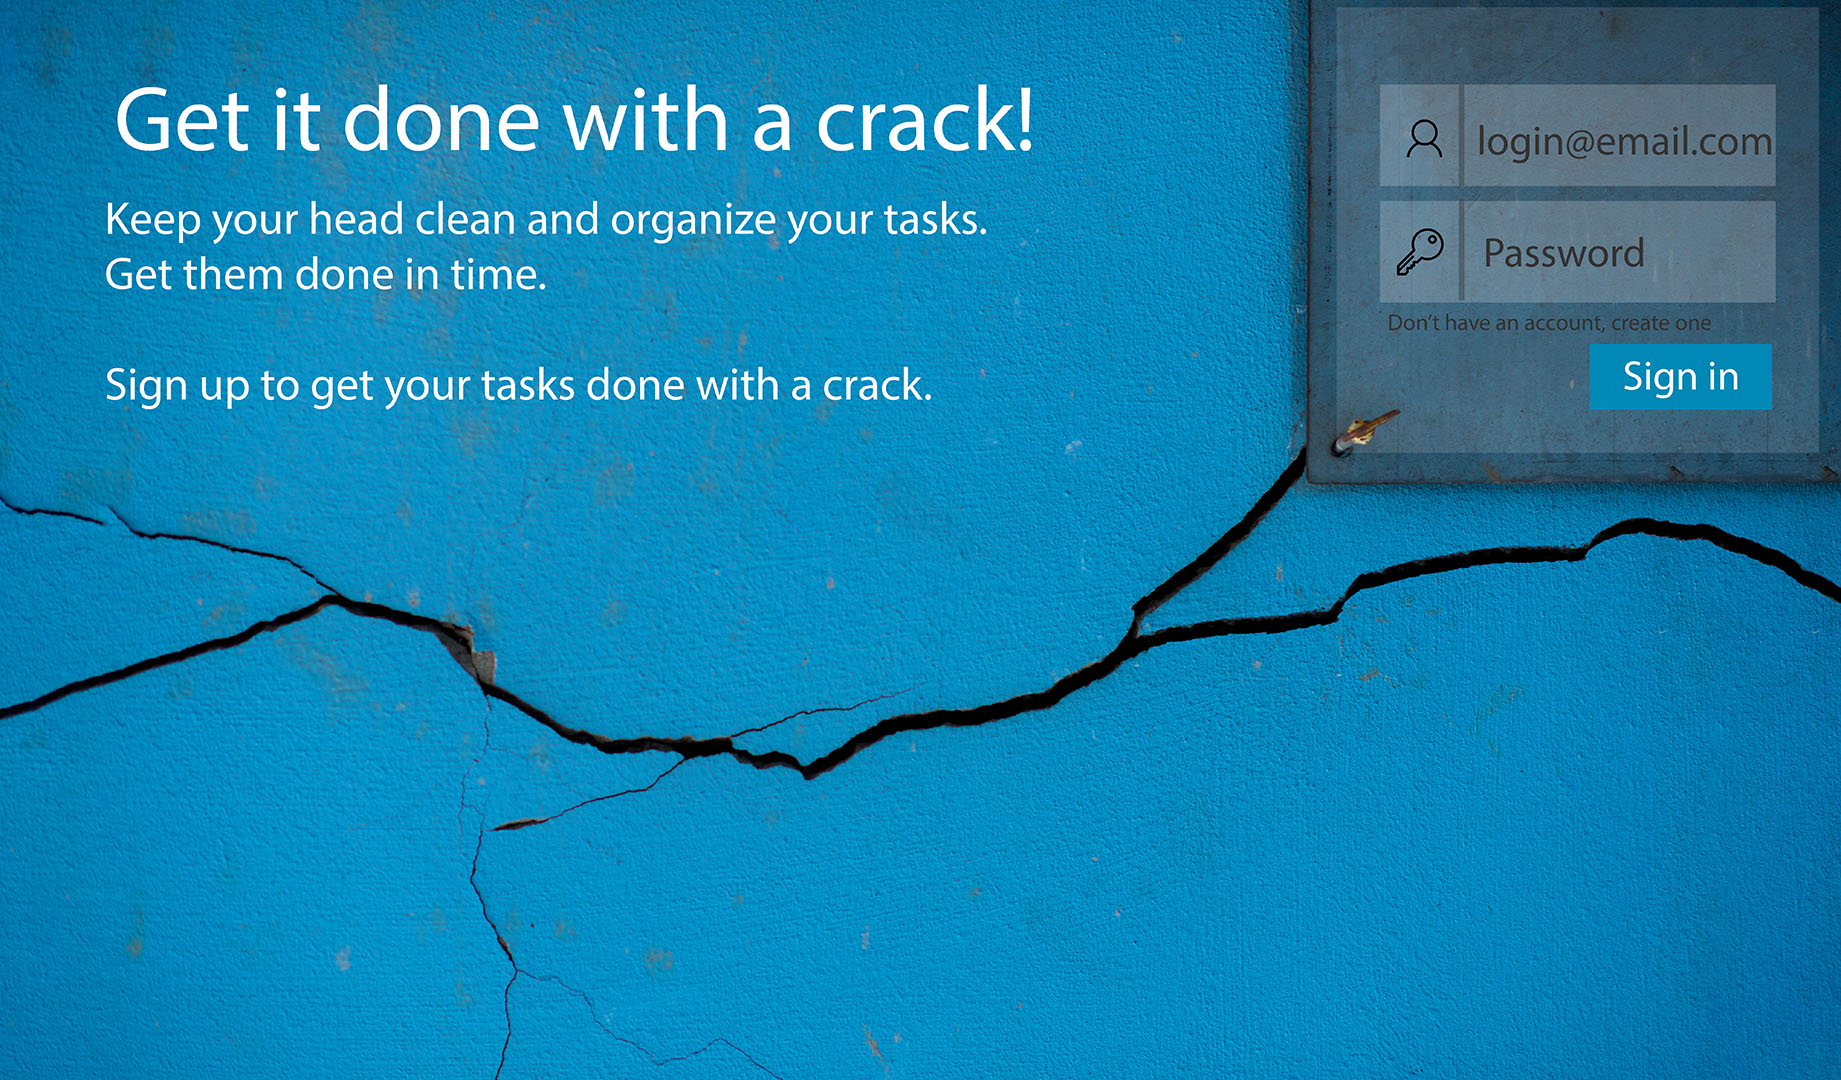 Get it done with a crack!
Keep your head clean and organize your tasks.
Get them done in time.
Sign up to get your tasks done with a crack.
login@email.com
Password
Don't have an account, create one
Sign in